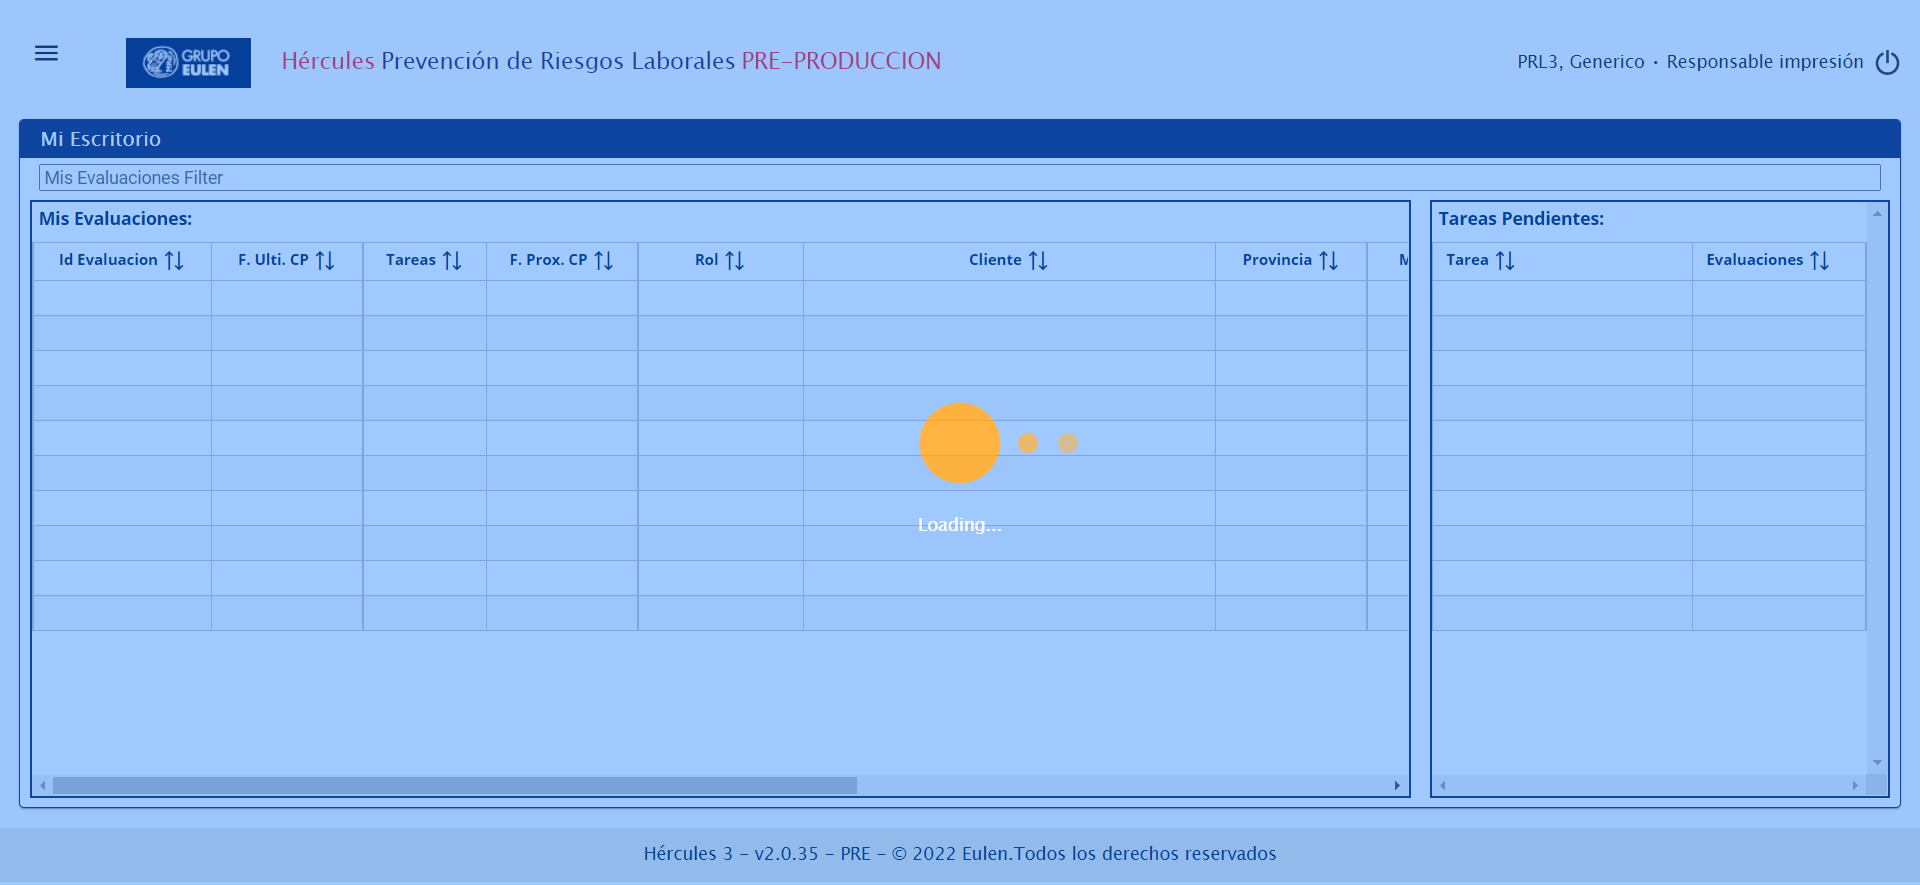 GRUPO
EULEN
Hércules Prevención de Riesgos Laborales PRE-PRODUCCION
PRL3, Generico · Responsable impresión
Mi Escritorio
Mis Evaluaciones Filter
Mis Evaluaciones:
Id Evaluacion F. Ulti. CP Tareas F. Prox. CP Rol Cliente Provincia M
Tareas Pendientes:
Tarea Evaluaciones
Loading...
Hércules 3 - v2.0.35 - PRE - © 2022 Eulen.Todos los derechos reservados